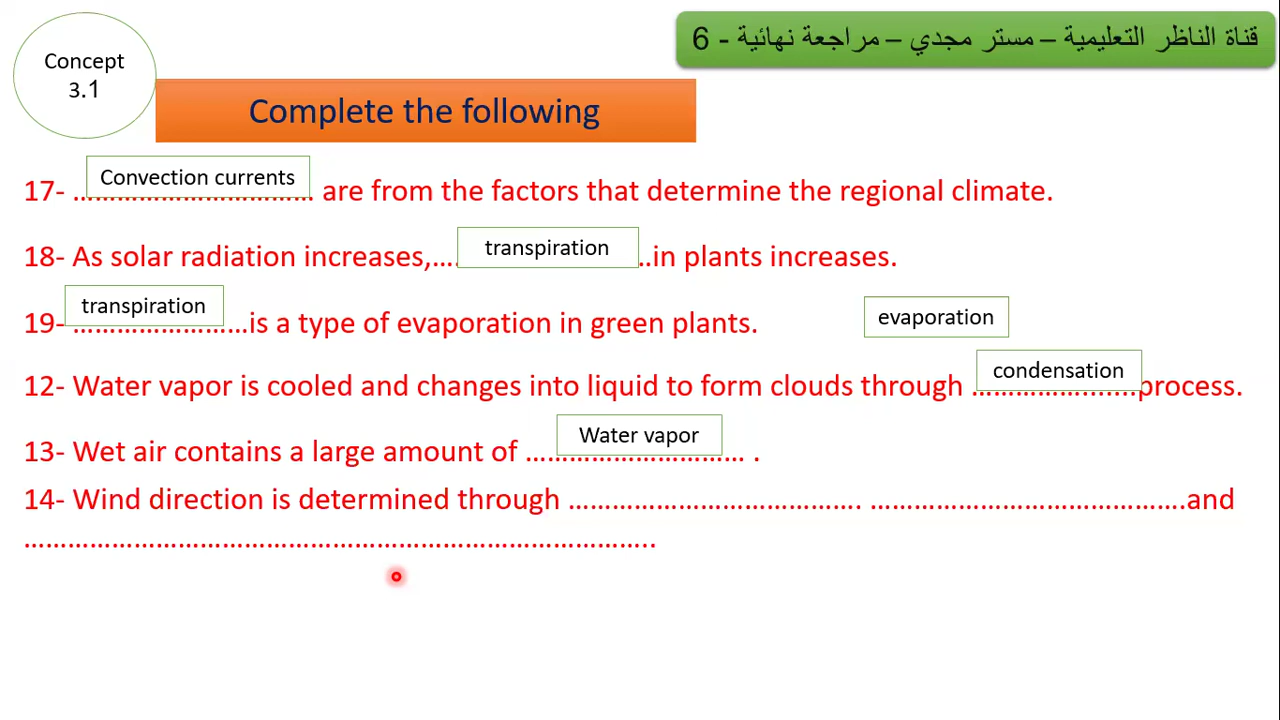 Concept
3.1
قناة الناظر التعليمية – مستر مجدي – مراجعة نهائية - 6
Complete the following
17- Convection currents ................................ are from the factors that determine the regional climate.
18- As solar radiation increases,.... transpiration ..in plants increases.
19- transpiration ........................is a type of evaporation in green plants.
evaporation
12- Water vapor is cooled and changes into liquid to form clouds through condensation ......................process.
13- Wet air contains a large amount of Water vapor .............................. .
14- Wind direction is determined through ....................................... ...........................................and
......................................................................................